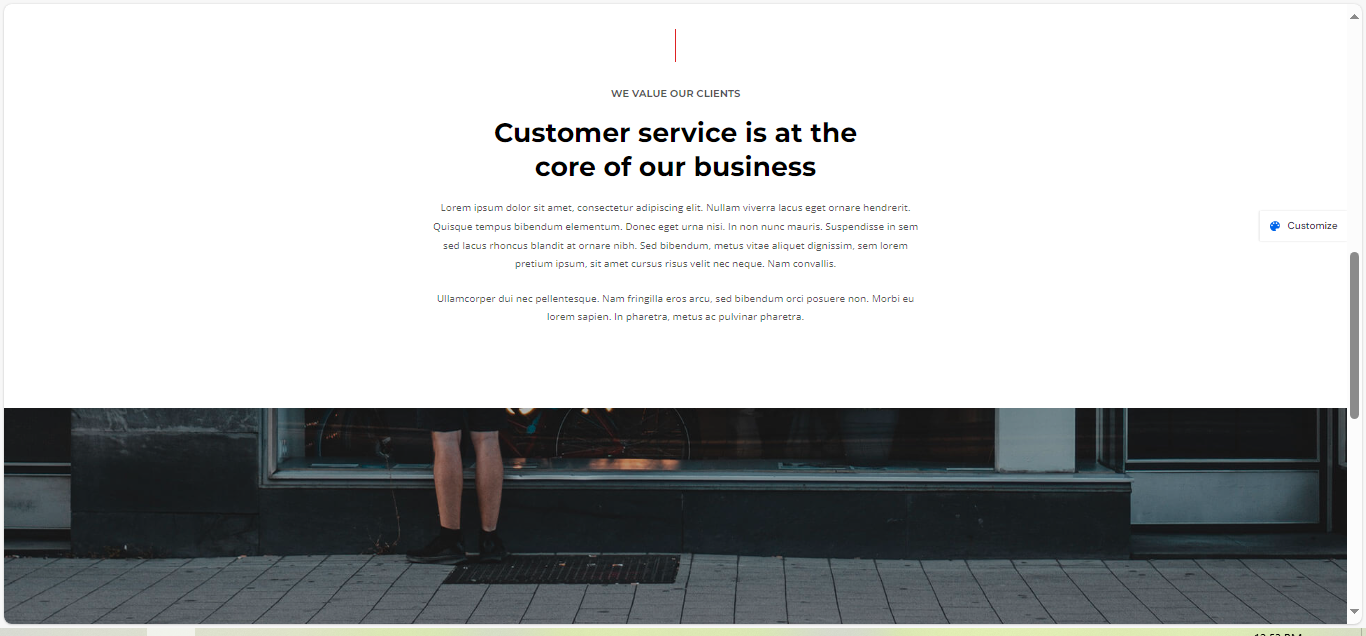 WE VALUE OUR CLIENTS
Customer service is at the
core of our business
Lorem ipsum dolor sit amet, consectetur adipiscing elit. Nullam viverra lacus eget ornare hendrerit.
Quisque tempus bibendum elementum. Donec eget urna nisi. In non nunc mauris. Suspendisse in sem
sed lacus rhoncus blandit at ornare nibh. Sed bibendum, metus vitae aliquet dignissim, sem lorem
pretium ipsum, sit amet cursus risus velit nec neque. Nam convallis.
Ullamcorper dui nec pellentesque. Nam fringilla eros arcu, sed bibendum orci posuere non. Morbi eu
lorem sapien. In pharetra, metus ac pulvinar pharetra.
Customize